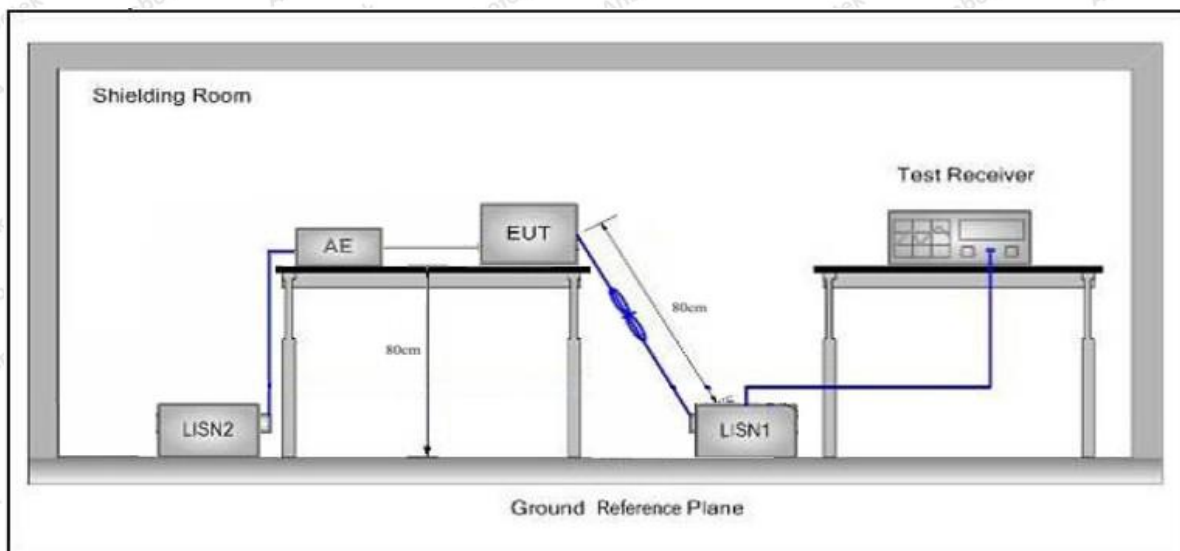 Shielding Room
Test Receiver
AE
EUT
80cm
80cm
LISN2
LISN1
Ground Reference Plane